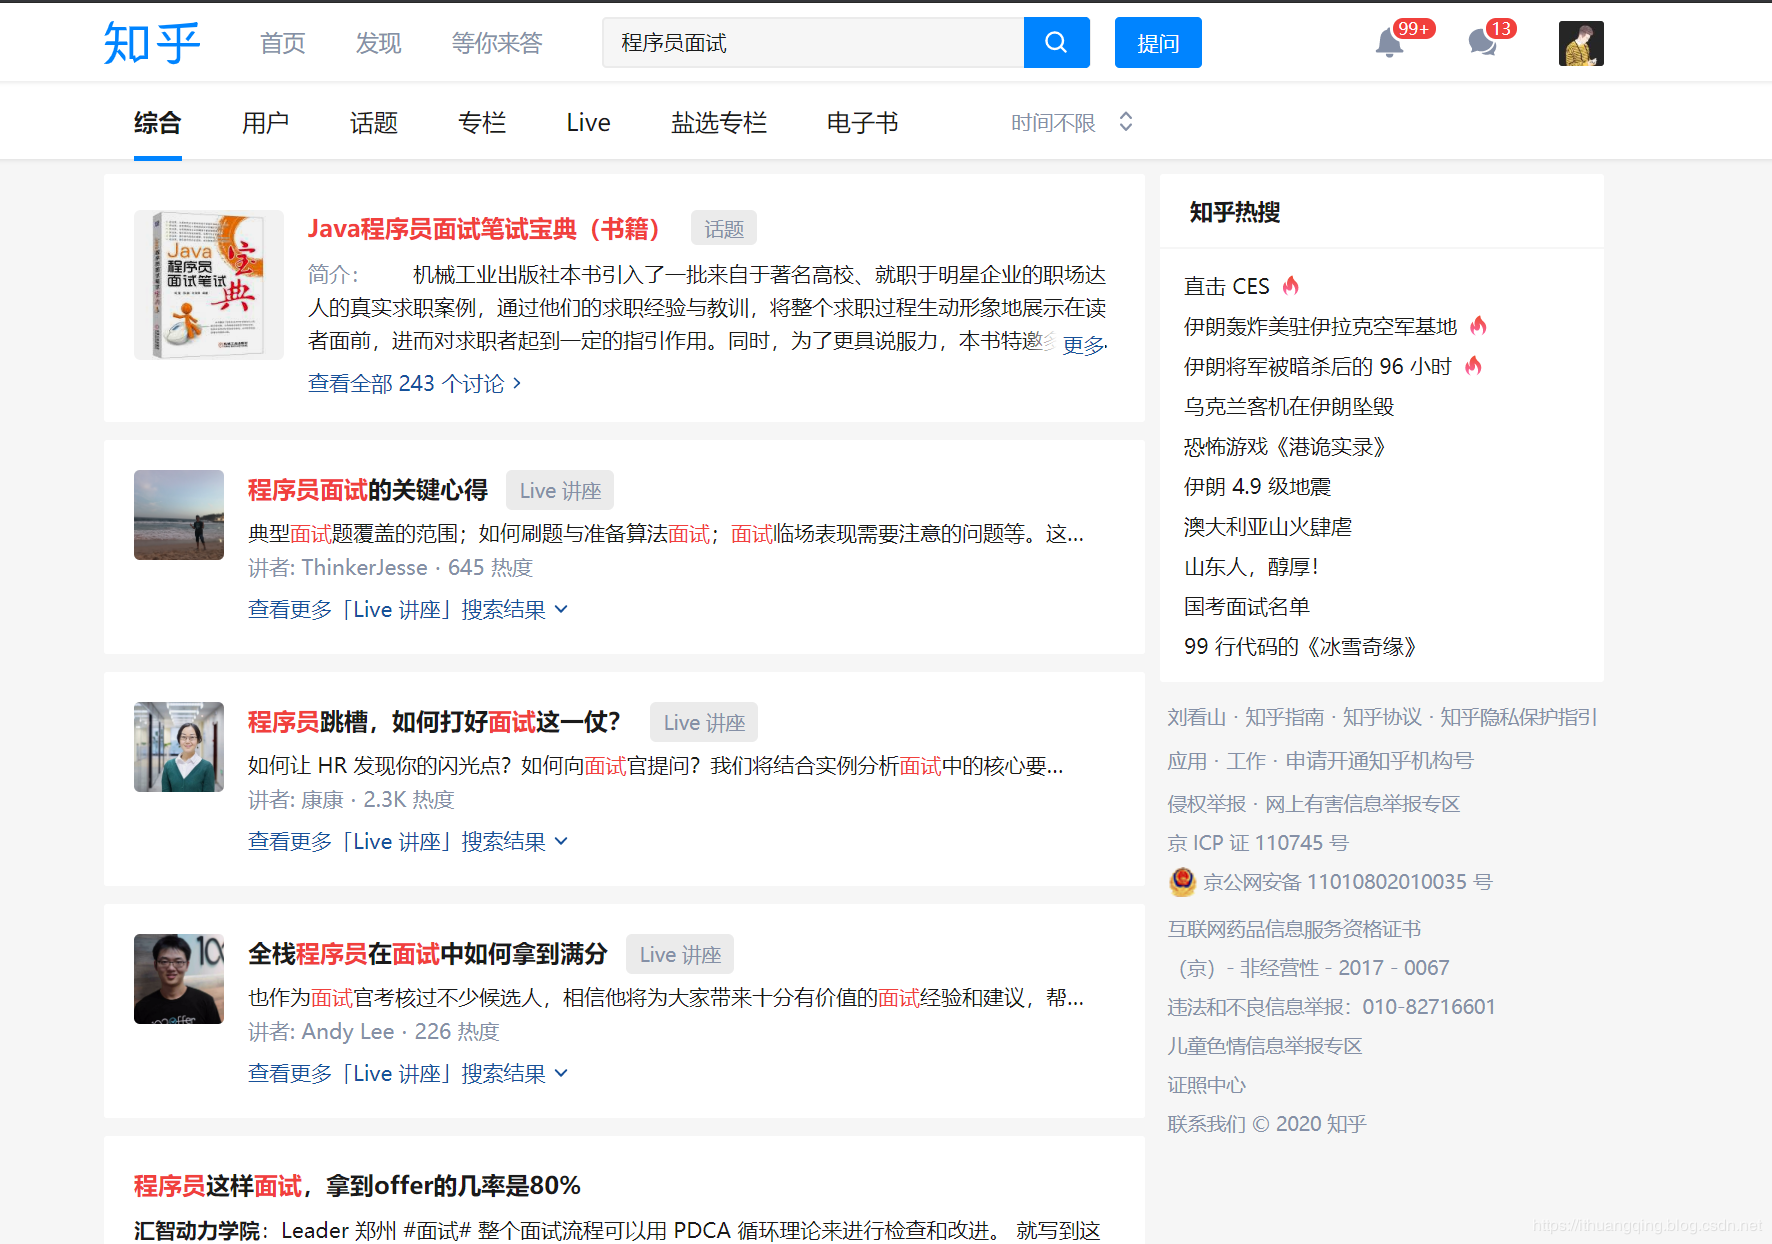 知乎
首页 发现 等你来答 程序员面试 提问 99+ 13
综合 用户 话题 专栏 Live 盐选专栏 电子书 时间不限
Java程序员面试笔试宝典（书籍） 话题
Java
程序员
面试笔试
宝典
简介： 机械工业出版社本书引入了一批来自于著名高校、就职于明星企业的职场达
人的真实求职案例，通过他们的求职经验与教训，将整个求职过程生动形象地展示在读
者面前，进而对求职者起到一定的指引作用。同时，为了更具说服力，本书特邀 更多
查看全部 243 个讨论
程序员面试的关键心得 Live 讲座
典型面试题覆盖的范围；如何刷题与准备算法面试；面试临场表现需要注意的问题等。这...
讲者: ThinkerJesse · 645 热度
查看更多「Live 讲座」搜索结果
程序员跳槽，如何打好面试这一仗？ Live 讲座
如何让 HR 发现你的闪光点？如何向面试官提问？我们将结合实例分析面试中的核心要...
讲者: 康康 · 2.3K 热度
查看更多「Live 讲座」搜索结果
全栈程序员在面试中如何拿到满分 Live 讲座
也作为面试官考核过不少候选人，相信他将为大家带来十分有价值的面试经验和建议，帮...
讲者: Andy Lee · 226 热度
查看更多「Live 讲座」搜索结果
程序员这样面试，拿到offer的几率是80%
汇智动力学院：Leader 郑州 #面试# 整个面试流程可以用 PDCA 循环理论来进行检查和改进。 就写到这
知乎热搜
直击 CES
伊朗轰炸美驻伊拉克空军基地
伊朗将军被暗杀后的 96 小时
乌克兰客机在伊朗坠毁
恐怖游戏《港诡实录》
伊朗 4.9 级地震
澳大利亚山火肆虐
山东人，醇厚！
国考面试名单
99 行代码的《冰雪奇缘》
刘看山 · 知乎指南 · 知乎协议 · 知乎隐私保护指引
应用 · 工作 · 申请开通知乎机构号
侵权举报 · 网上有害信息举报专区
京 ICP 证 110745 号
京公网安备 11010802010035 号
互联网药品信息服务资格证书
（京）- 非经营性 - 2017 - 0067
违法和不良信息举报：010-82716601
儿童色情信息举报专区
证照中心
联系我们 © 2020 知乎
https://ithuangqing.blog.csdn.net